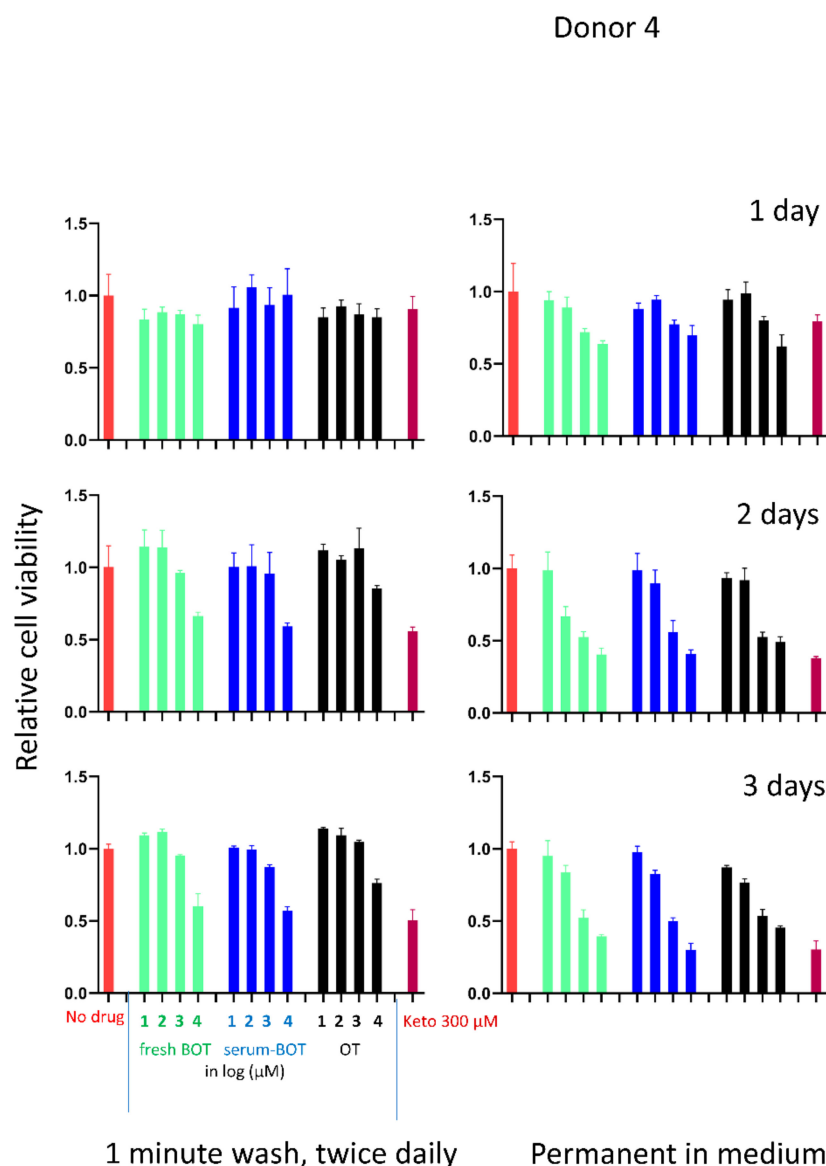 Donor 4
1 day
1.5
1.0
0.5
0.0
1.5
1.0
0.5
0.0
2 days
1.5
1.0
0.5
0.0
1.5
1.0
0.5
0.0
Relative cell viability
3 days
1.5
1.0
0.5
0.0
1.5
1.0
0.5
0.0
No drug 1 2 3 4 1 2 3 4 1 2 3 4 Keto 300 μM
fresh BOT serum-BOT OT
in log (μM)
1 minute wash, twice daily Permanent in medium